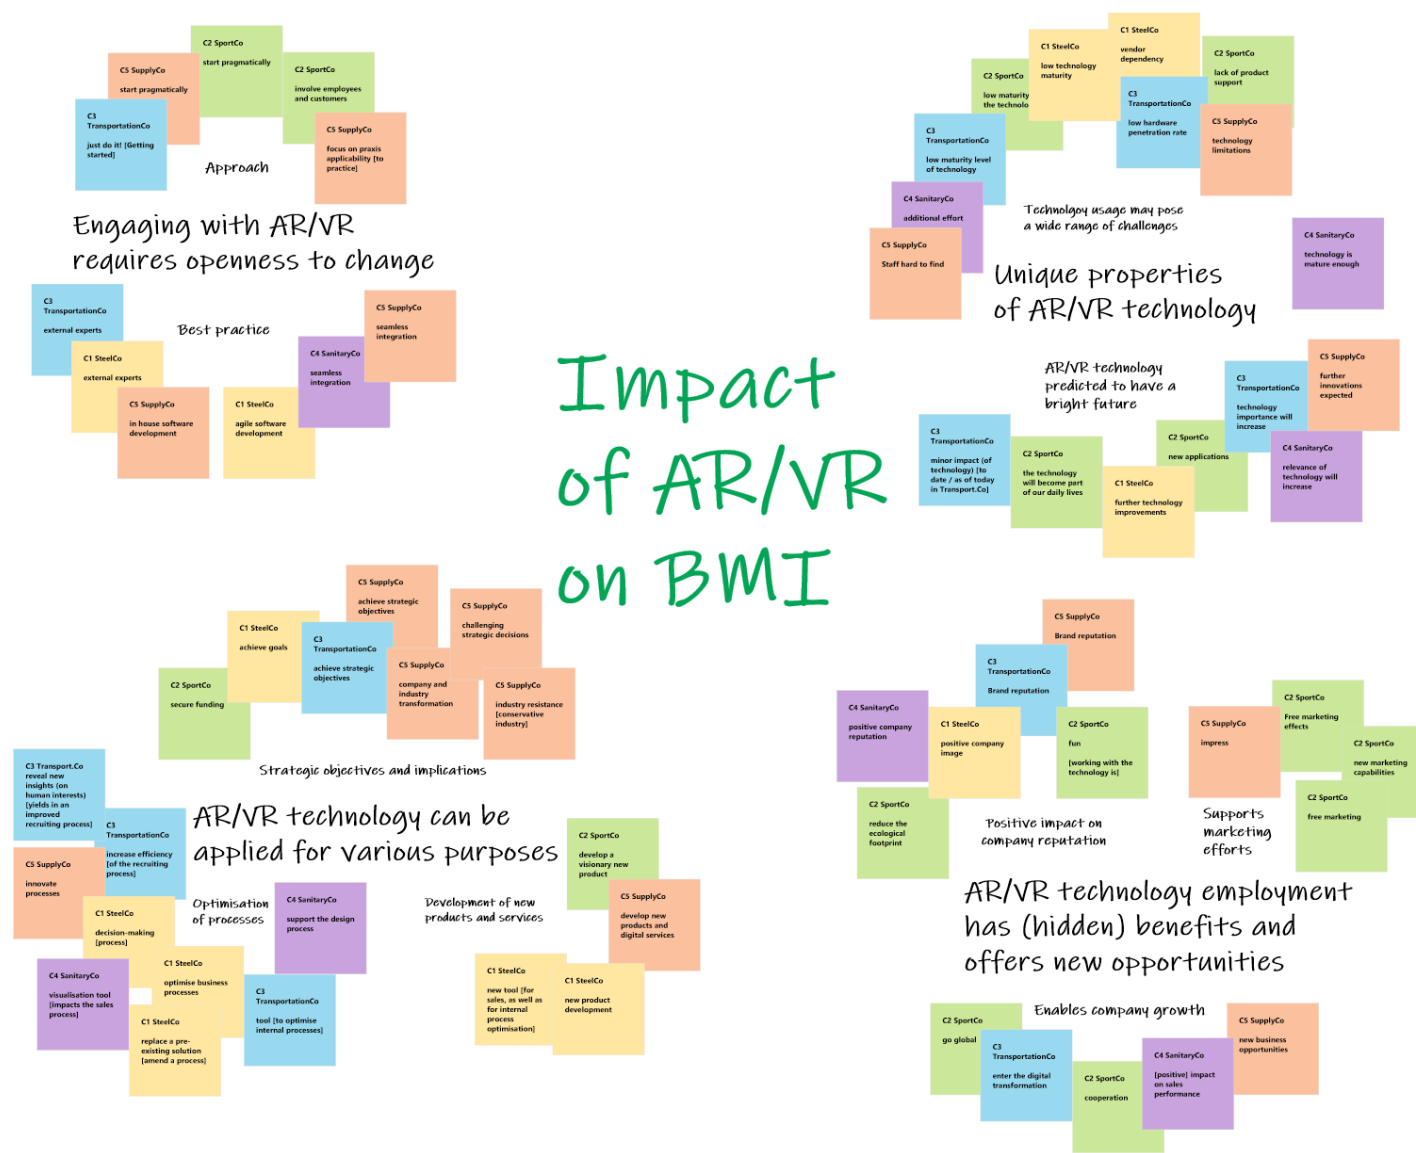 C2 SportCo
start pragmatically
C5 SupplyCo
start pragmatically
C2 SportCo
involve employees
and customers
C3
TransportationCo
just do it! [Getting
started]
C5 SupplyCo
focus on praxis
applicability [to
practice]
Approach
Engaging with AR/VR
requires openness to change
C3
TransportationCo
external experts
Best practice
C1 SteelCo
external experts
C5 SupplyCo
in house software
development
C1 SteelCo
agile software
development
C4 SanitaryCo
seamless
integration
C5 SupplyCo
seamless
integration
C1 SteelCo
vendor
dependency
C1 SteelCo
low technology
maturity
C2 SportCo
lack of product
support
C2 SportCo
low maturity
the technolo
C3
TransportationCo
low hardware
penetration rate
C5 SupplyCo
technology
limitations
C3
TransportationCo
low maturity level
of technology
C4 SanitaryCo
additional effort
C5 SupplyCo
Staff hard to find
Technolgoy usage may pose
a wide range of challenges
C4 SanitaryCo
technology is
mature enough
Unique properties
of AR/VR technology
AR/VR technology
predicted to have a
bright future
C3
TransportationCo
minor impact (of
technology) [to
date / as of today
in Transport.Co]
C2 SportCo
the technology
will become part
of our daily lives
C1 SteelCo
further technology
improvements
C2 SportCo
new applications
C3
TransportationCo
technology
importance will
increase
C5 SupplyCo
further
innovations
expected
C4 SanitaryCo
relevance of
technology will
increase
Impact
of AR/VR
on BMI
C5 SupplyCo
achieve strategic
objectives
C5 SupplyCo
challenging
strategic decisions
C1 SteelCo
achieve goals
C3
TransportationCo
achieve strategic
objectives
C5 SupplyCo
company and
industry
transformation
C2 SportCo
secure funding
C5 SupplyCo
industry resistance
[conservative
industry]
Strategic objectives and implications
AR/VR technology can be
applied for various purposes
C3 Transport.Co
reveal new
insights (on
human interests)
[yields in an
improved
recruiting process]
C3
TransportationCo
increase efficiency
[of the recruiting
process]
C5 SupplyCo
innovate
processes
Optimisation
of processes
C4 SanitaryCo
support the design
process
C1 SteelCo
decision-making
[process]
C4 SanitaryCo
visualisation tool
[impacts the sales
process]
C1 SteelCo
optimise business
processes
C3
TransportationCo
tool [to optimise
internal processes]
C1 SteelCo
replace a pre-
existing solution
[amend a process]
Development of new
products and services
C2 SportCo
develop a
visionary new
product
C5 SupplyCo
develop new
products and
digital services
C1 SteelCo
new tool [for
sales, as well as
for internal
process
optimisation]
C1 SteelCo
new product
development
C5 SupplyCo
Brand reputation
C3
TransportationCo
Brand reputation
C4 SanitaryCo
positive company
reputation
C1 SteelCo
positive company
image
C2 SportCo
fun
[working with the
technology is]
C2 SportCo
reduce the
ecological
footprint
Positive impact on
company reputation
C5 SupplyCo
impress
C2 SportCo
Free marketing
effects
C2 SportCo
new marketing
capabilities
C2 SportCo
free marketing
Supports
marketing
efforts
AR/VR technology employment
has (hidden) benefits and
offers new opportunities
Enables company growth
C2 SportCo
go global
C3
TransportationCo
enter the digital
transformation
C2 SportCo
cooperation
C4 SanitaryCo
[positive] impact
on sales
performance
C5 SupplyCo
new business
opportunities